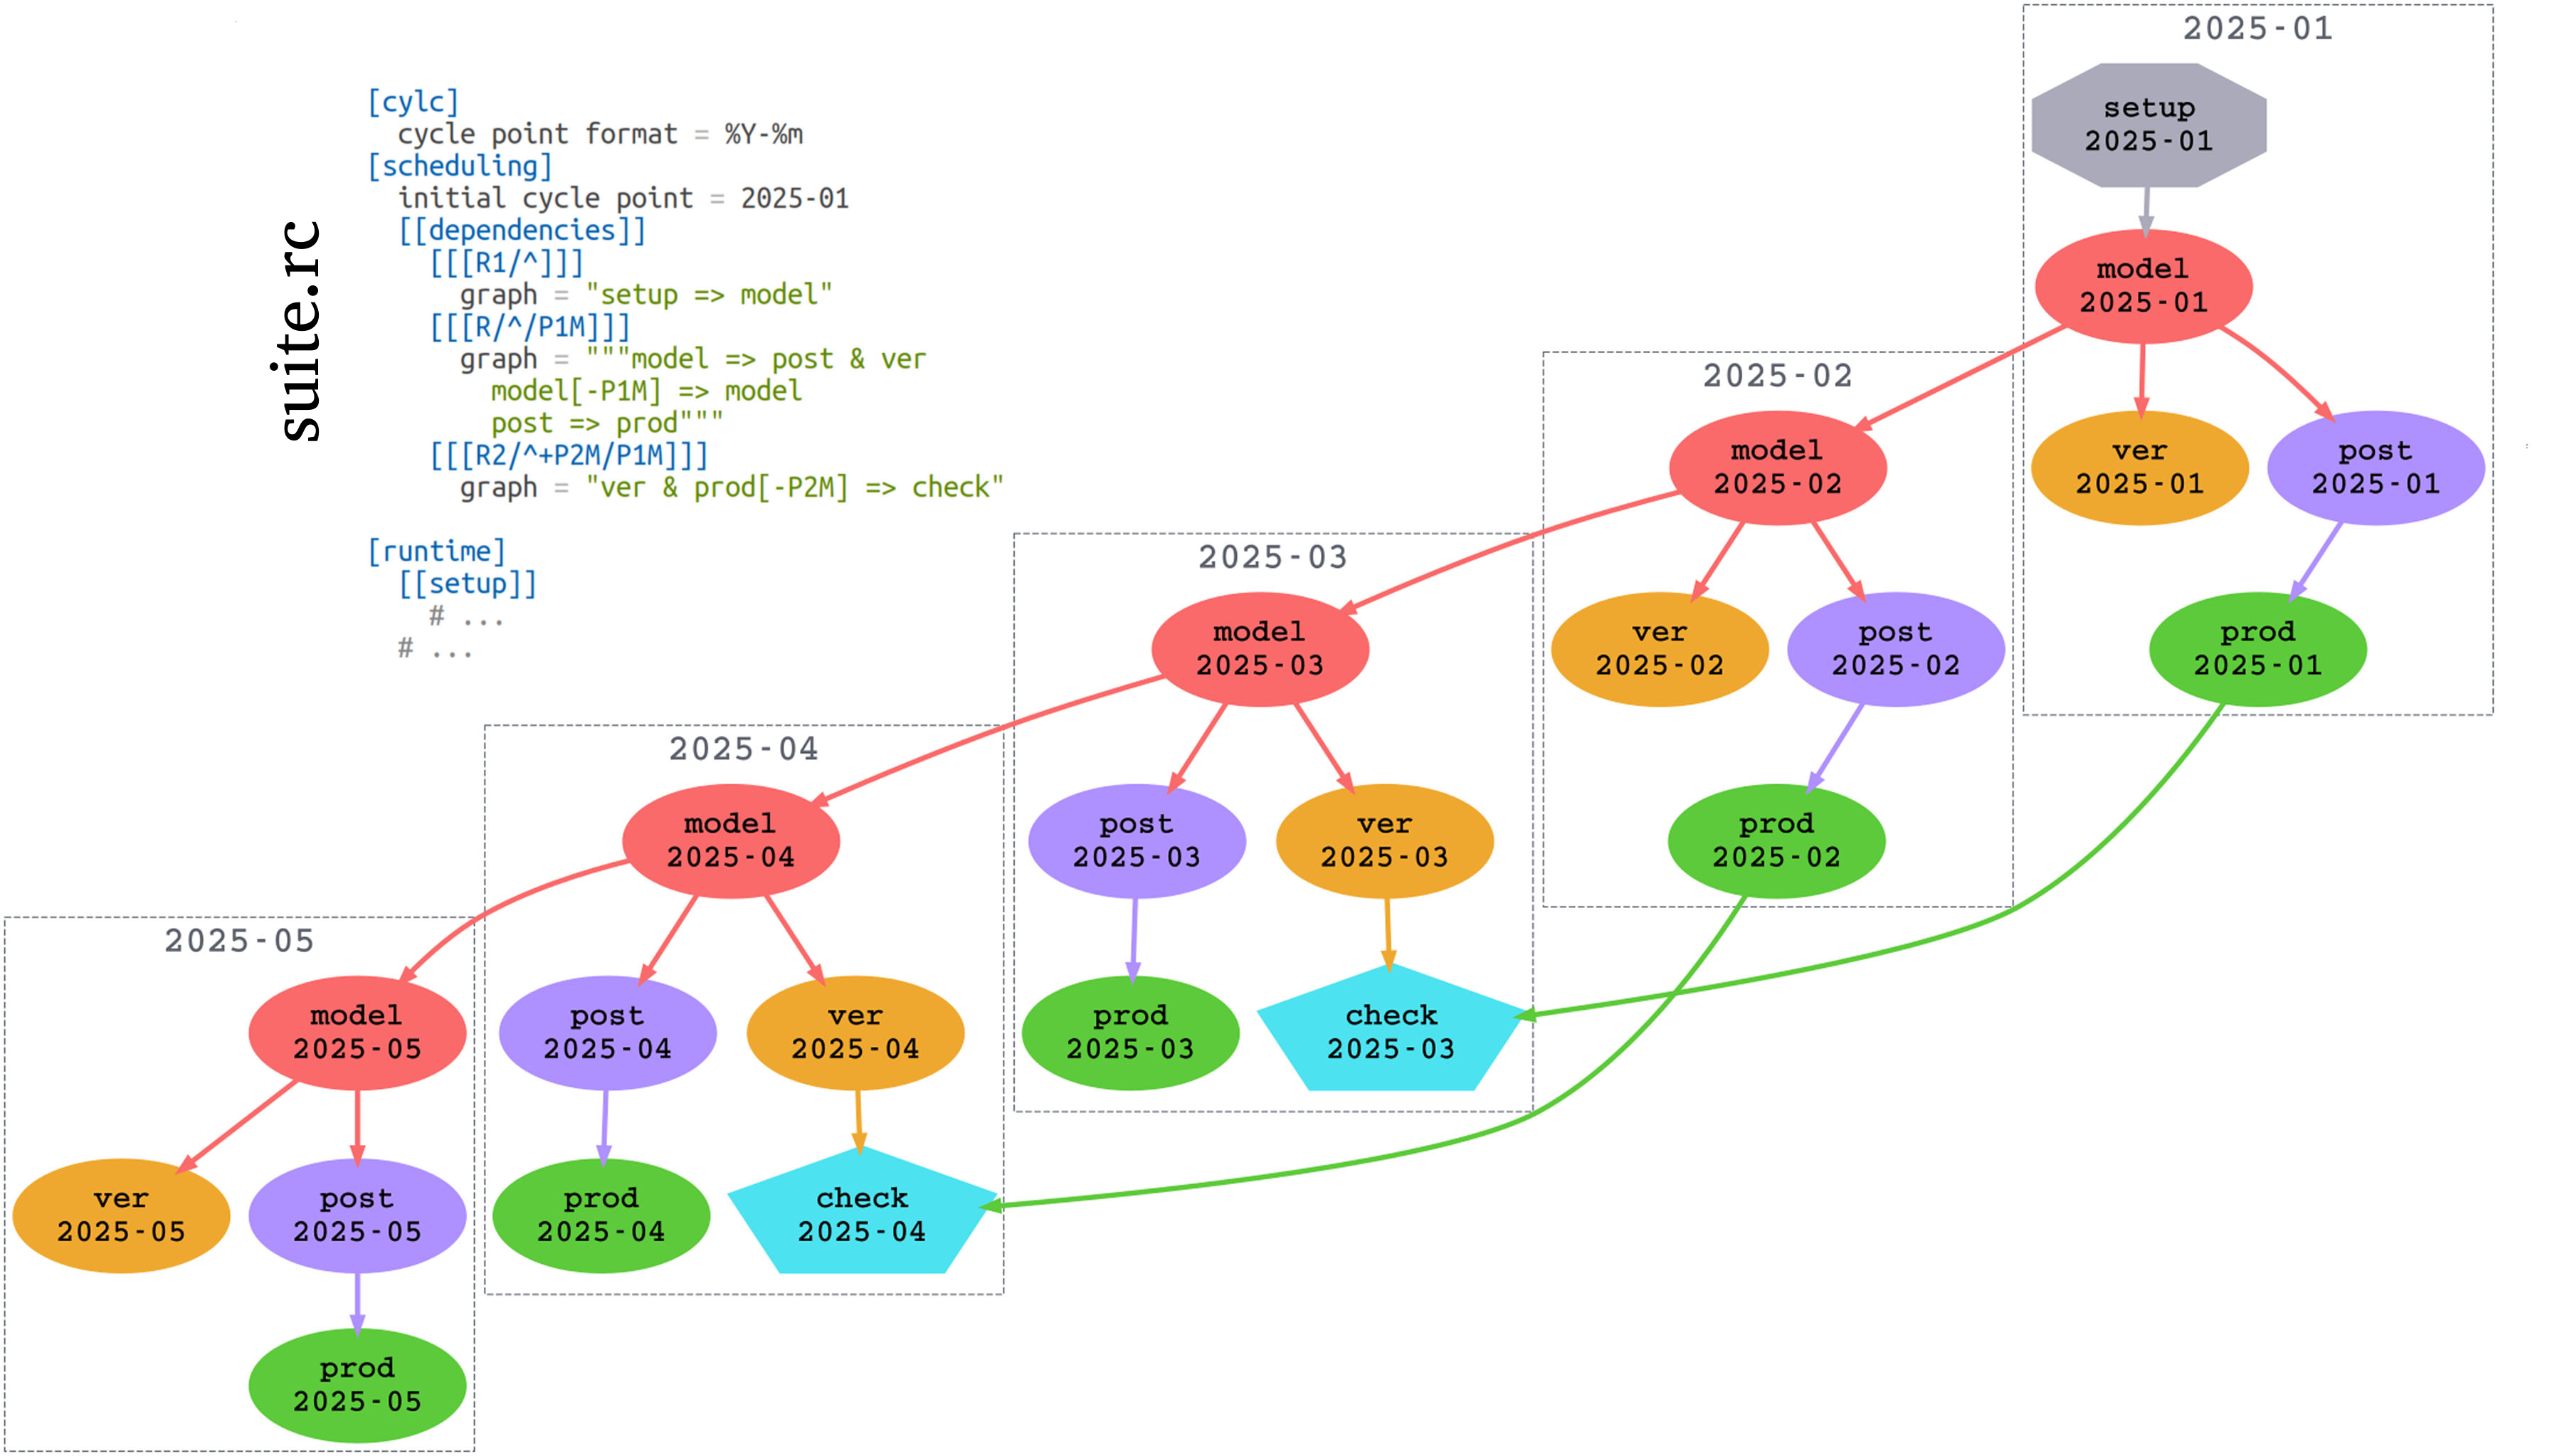 suite.rc
[cylc]
cycle point format = %Y-%m
[scheduling]
initial cycle point = 2025-01
[[dependencies]]
[[[R1/^]]]
graph = "setup => model"
[[[R/^/P1M]]]
graph = """model => post & ver
model[-P1M] => model
post => prod"""
[[[R2/^+P2M/P1M]]]
graph = "ver & prod[-P2M] => check"
[runtime]
[[setup]]
# ...
# ...
2025-01
setup
2025-01
model
2025-01
ver
2025-01
post
2025-01
prod
2025-01
2025-02
model
2025-02
ver
2025-02
post
2025-02
prod
2025-02
2025-03
model
2025-03
post
2025-03
ver
2025-03
prod
2025-03
check
2025-03
2025-04
model
2025-04
post
2025-04
ver
2025-04
prod
2025-04
check
2025-04
2025-05
model
2025-05
ver
2025-05
post
2025-05
prod
2025-05